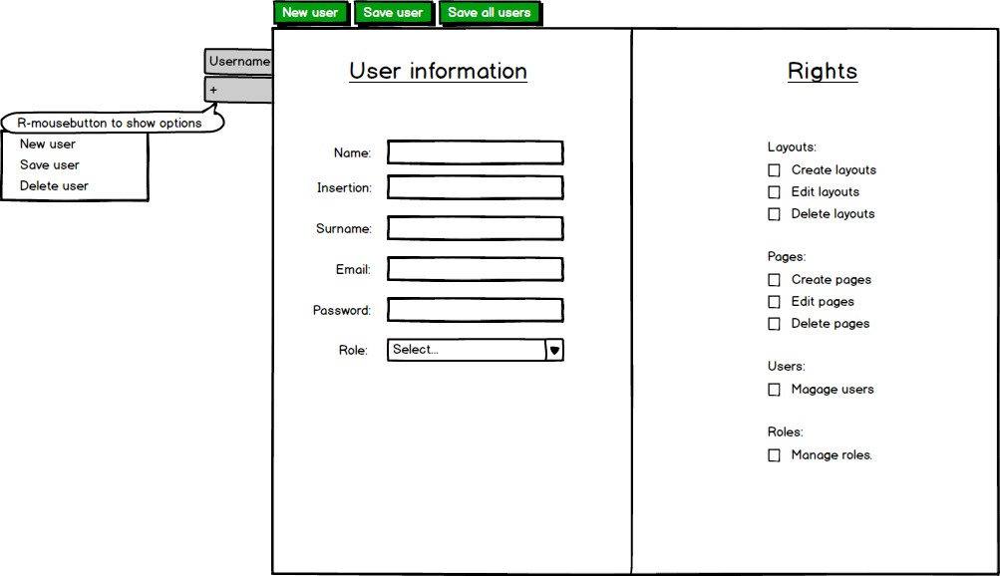 New user
Save user
Save all users
Username
+
R-mousebutton to show options
New user
Save user
Delete user
User information
Name:
Insertion:
Surname:
Email:
Password:
Role:
Select...
Rights
Layouts:
Create layouts
Edit layouts
Delete layouts
Pages:
Create pages
Edit pages
Delete pages
Users:
Magage users
Roles:
Manage roles.